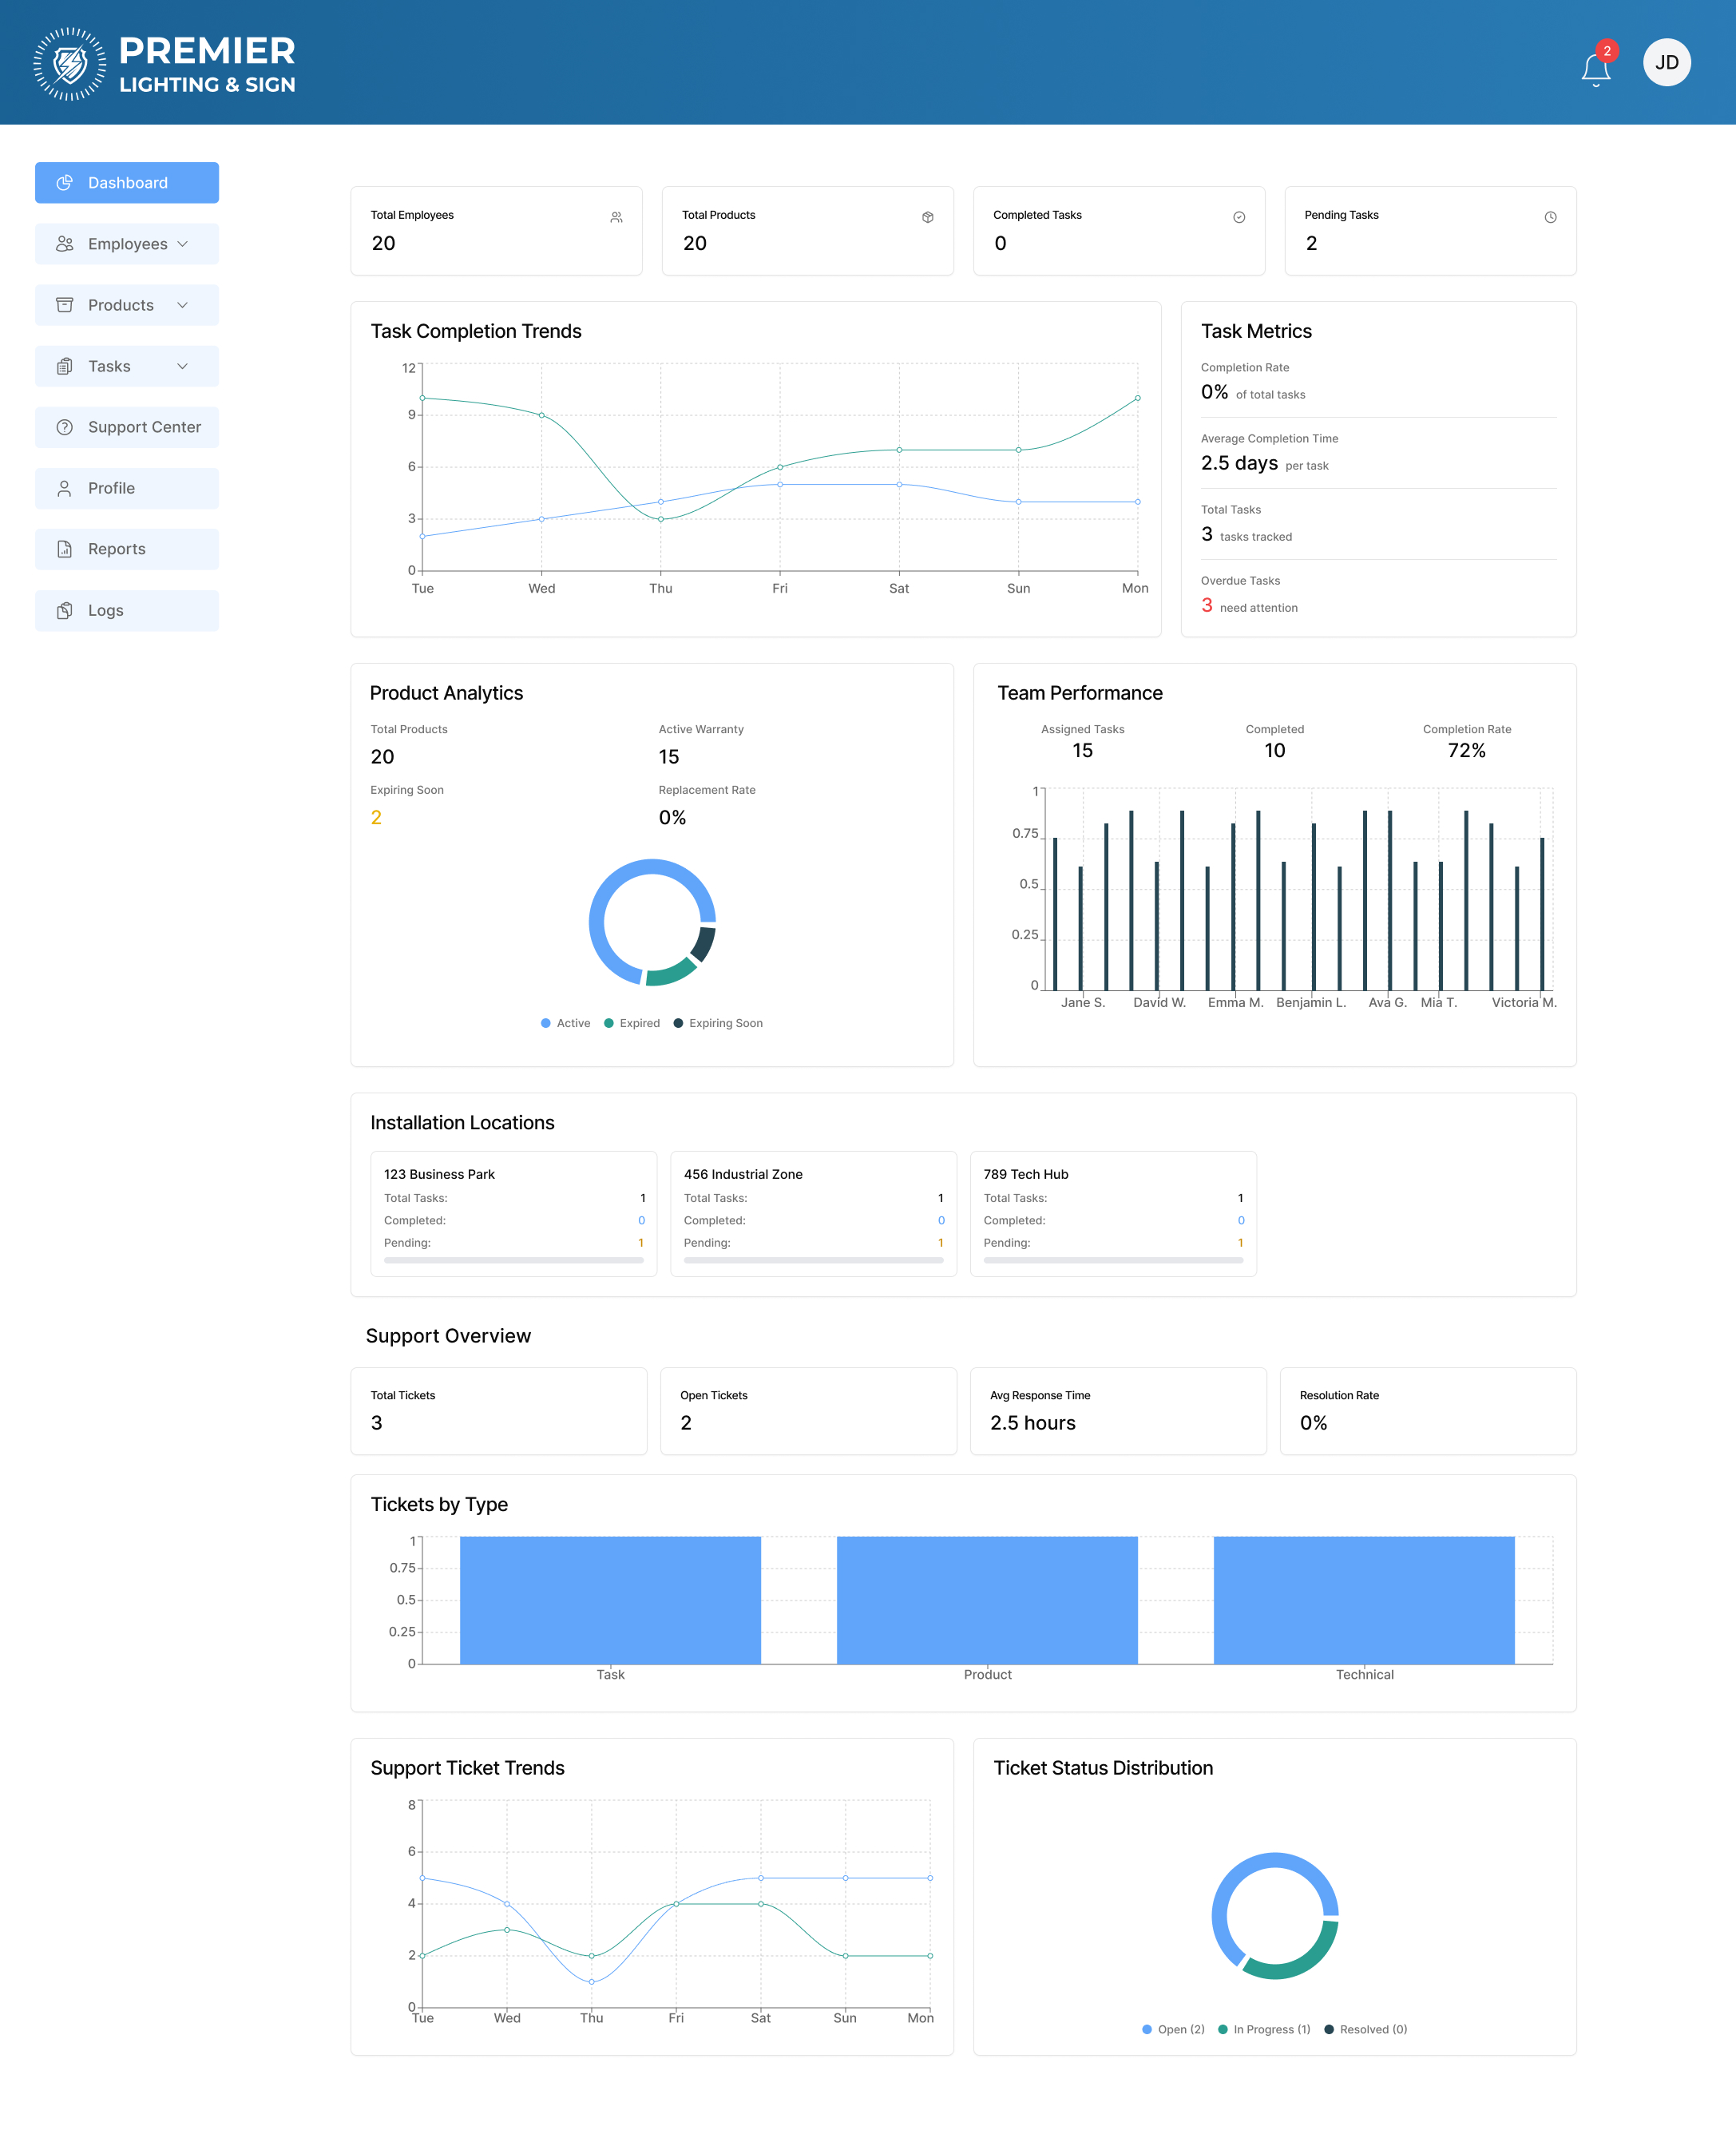 PREMIER
LIGHTING & SIGN
2
JD
Dashboard
Employees
Products
Tasks
Support Center
Profile
Reports
Logs
Total Employees
20
Total Products
20
Completed Tasks
0
Pending Tasks
2
Task Completion Trends
12
9
6
3
0
Tue Wed Thu Fri Sat Sun Mon
Task Metrics
Completion Rate
0% of total tasks
Average Completion Time
2.5 days per task
Total Tasks
3 tasks tracked
Overdue Tasks
3 need attention
Product Analytics
Total Products
20
Active Warranty
15
Expiring Soon
2
Replacement Rate
0%
Active Expired Expiring Soon
Team Performance
Assigned Tasks
15
Completed
10
Completion Rate
72%
1
0.75
0.5
0.25
0
Jane S. David W. Emma M. Benjamin L. Ava G. Mia T. Victoria M.
Installation Locations
123 Business Park
Total Tasks: 1
Completed: 0
Pending: 1
456 Industrial Zone
Total Tasks: 1
Completed: 0
Pending: 1
789 Tech Hub
Total Tasks: 1
Completed: 0
Pending: 1
Support Overview
Total Tickets
3
Open Tickets
2
Avg Response Time
2.5 hours
Resolution Rate
0%
Tickets by Type
1
0.75
0.5
0.25
0
Task Product Technical
Support Ticket Trends
8
6
4
2
0
Tue Wed Thu Fri Sat Sun Mon
Ticket Status Distribution
Open (2) In Progress (1) Resolved (0)